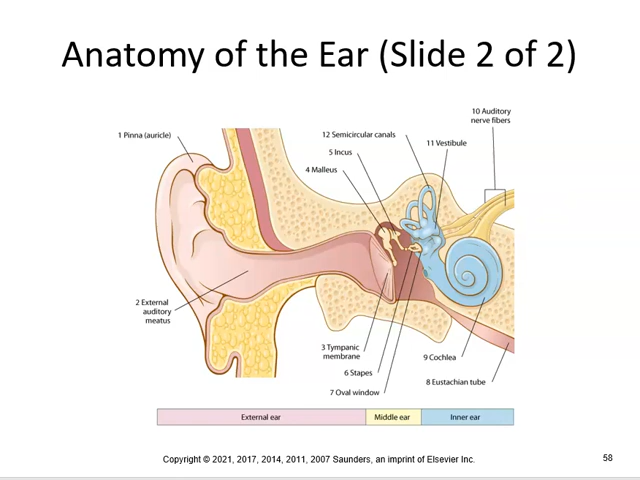 Anatomy of the Ear (Slide 2 of 2)
10 Auditory
nerve fibers
1 Pinna (auricle)
12 Semicircular canals
11 Vestibule
5 Incus
4 Malleus
2 External
auditory
meatus
3 Tympanic
membrane
9 Cochlea
6 Stapes
8 Eustachian tube
7 Oval window
External ear
Middle ear
Inner ear
Copyright © 2021, 2017, 2014, 2011, 2007 Saunders, an imprint of Elsevier Inc.
58